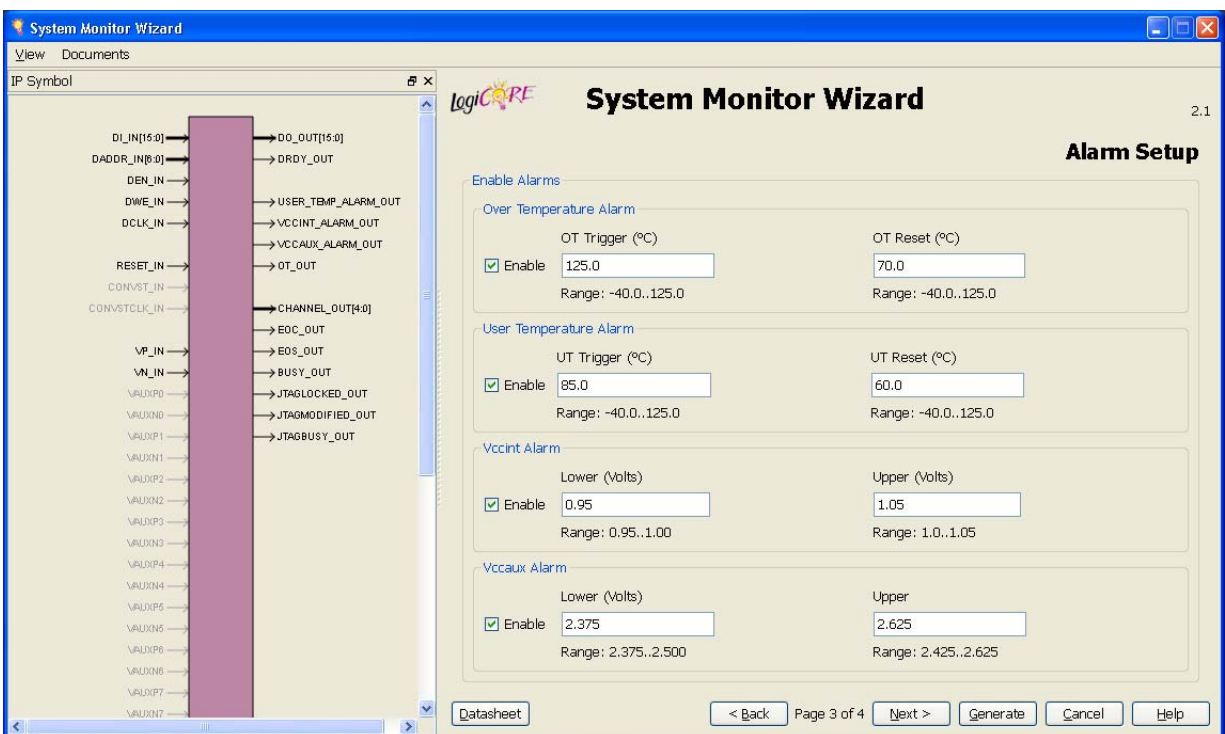 System Monitor Wizard
View Documents
IP Symbol
DI_IN[15:0]
DADDR_IN[6:0]
DEN_IN
DWE_IN
DCLK_IN
RESET_IN
CONVST_IN
CONVSTCLK_IN
VP_IN
VN_IN
VAUXP0
VAUXN0
VAUXP1
VAUXN1
VAUXP2
VAUXN2
VAUXP3
VAUXN3
VAUXP4
VAUXN4
VAUXP5
VAUXN5
VAUXP6
VAUXN6
VAUXP7
VAUXN7
DO_OUT[15:0]
DRDY_OUT
USER_TEMP_ALARM_OUT
VCCINT_ALARM_OUT
VCCAUX_ALARM_OUT
OT_OUT
CHANNEL_OUT[4:0]
EOC_OUT
EOS_OUT
BUSY_OUT
JTAGLOCKED_OUT
JTAGMODIFIED_OUT
JTAGBUSY_OUT
LogiCORE
System Monitor Wizard
2.1
Alarm Setup
Enable Alarms
Over Temperature Alarm
OT Trigger (ºC) OT Reset (ºC)
Enable 125.0 70.0
Range: -40.0..125.0 Range: -40.0..125.0
User Temperature Alarm
UT Trigger (ºC) UT Reset (ºC)
Enable 85.0 60.0
Range: -40.0..125.0 Range: -40.0..125.0
Vccint Alarm
Lower (Volts) Upper (Volts)
Enable 0.95 1.05
Range: 0.95..1.00 Range: 1.0..1.05
Vccaux Alarm
Lower (Volts) Upper
Enable 2.375 2.625
Range: 2.375..2.500 Range: 2.425..2.625
Datasheet < Back Page 3 of 4 Next > Generate Cancel Help